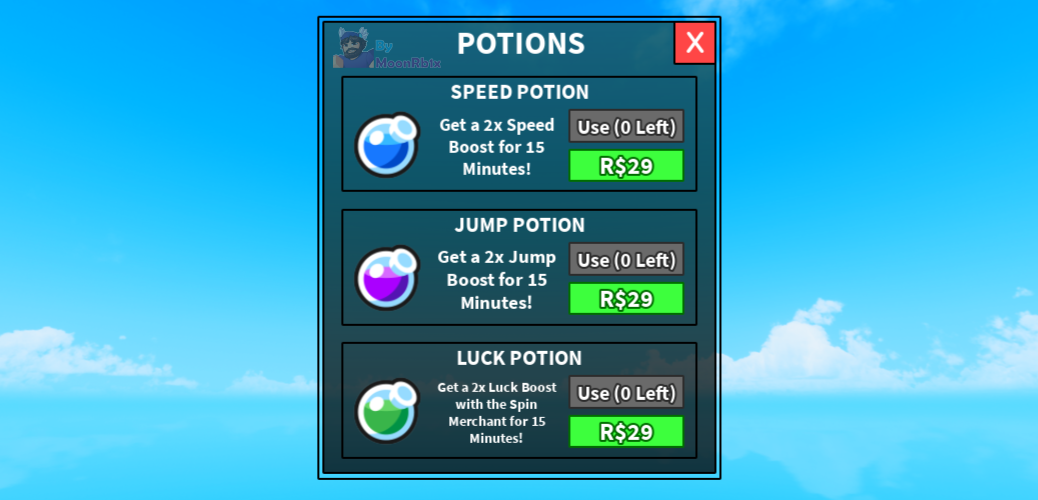 By
MoonRblx
POTIONS
X
SPEED POTION
Get a 2x Speed
Boost for 15
Minutes!
Use (0 Left)
R$29
JUMP POTION
Get a 2x Jump
Boost for 15
Minutes!
Use (0 Left)
R$29
LUCK POTION
Get a 2x Luck Boost
with the Spin
Merchant for 15
Minutes!
Use (0 Left)
R$29